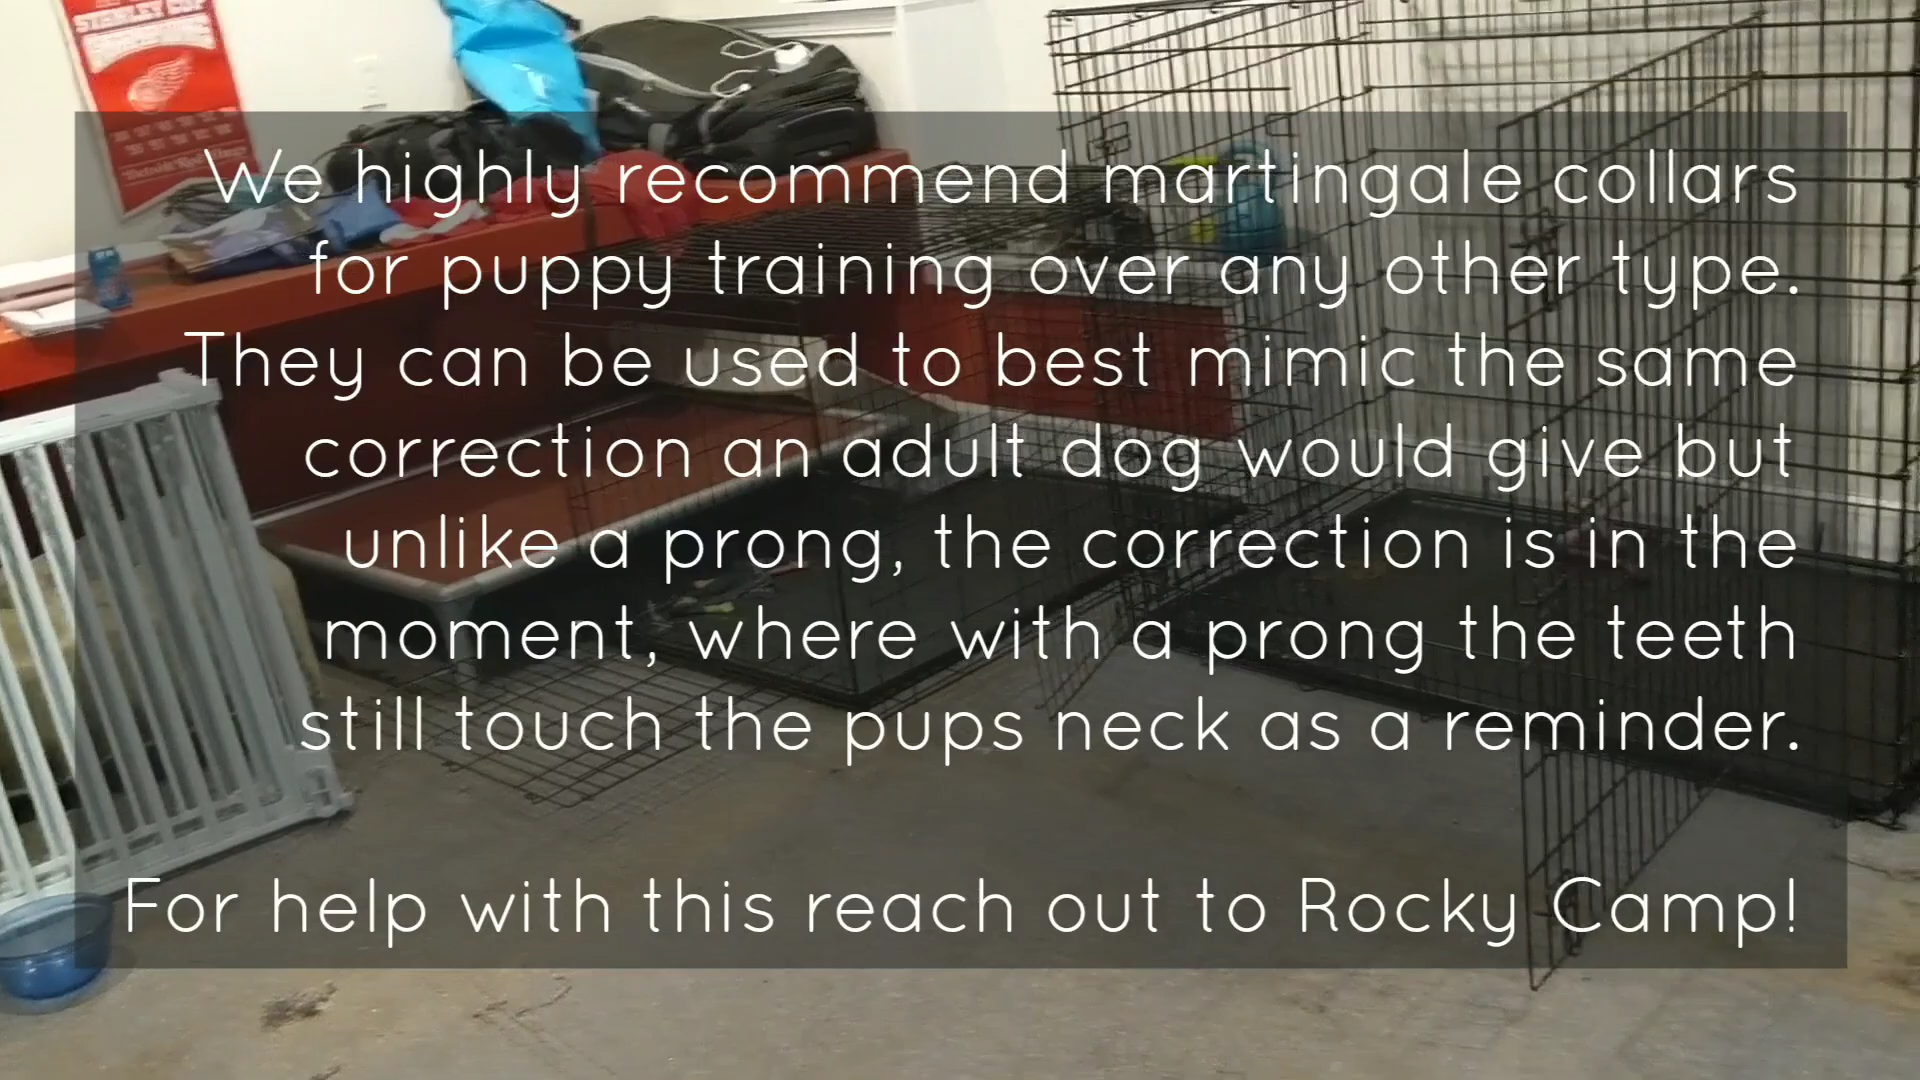 STANLEY CUP
We highly recommend martingale collars
for puppy training over any other type.
They can be used to best mimic the same
correction an adult dog would give but
unlike a prong, the correction is in the
moment, where with a prong the teeth
still touch the pups neck as a reminder.
For help with this reach out to Rocky Camp!